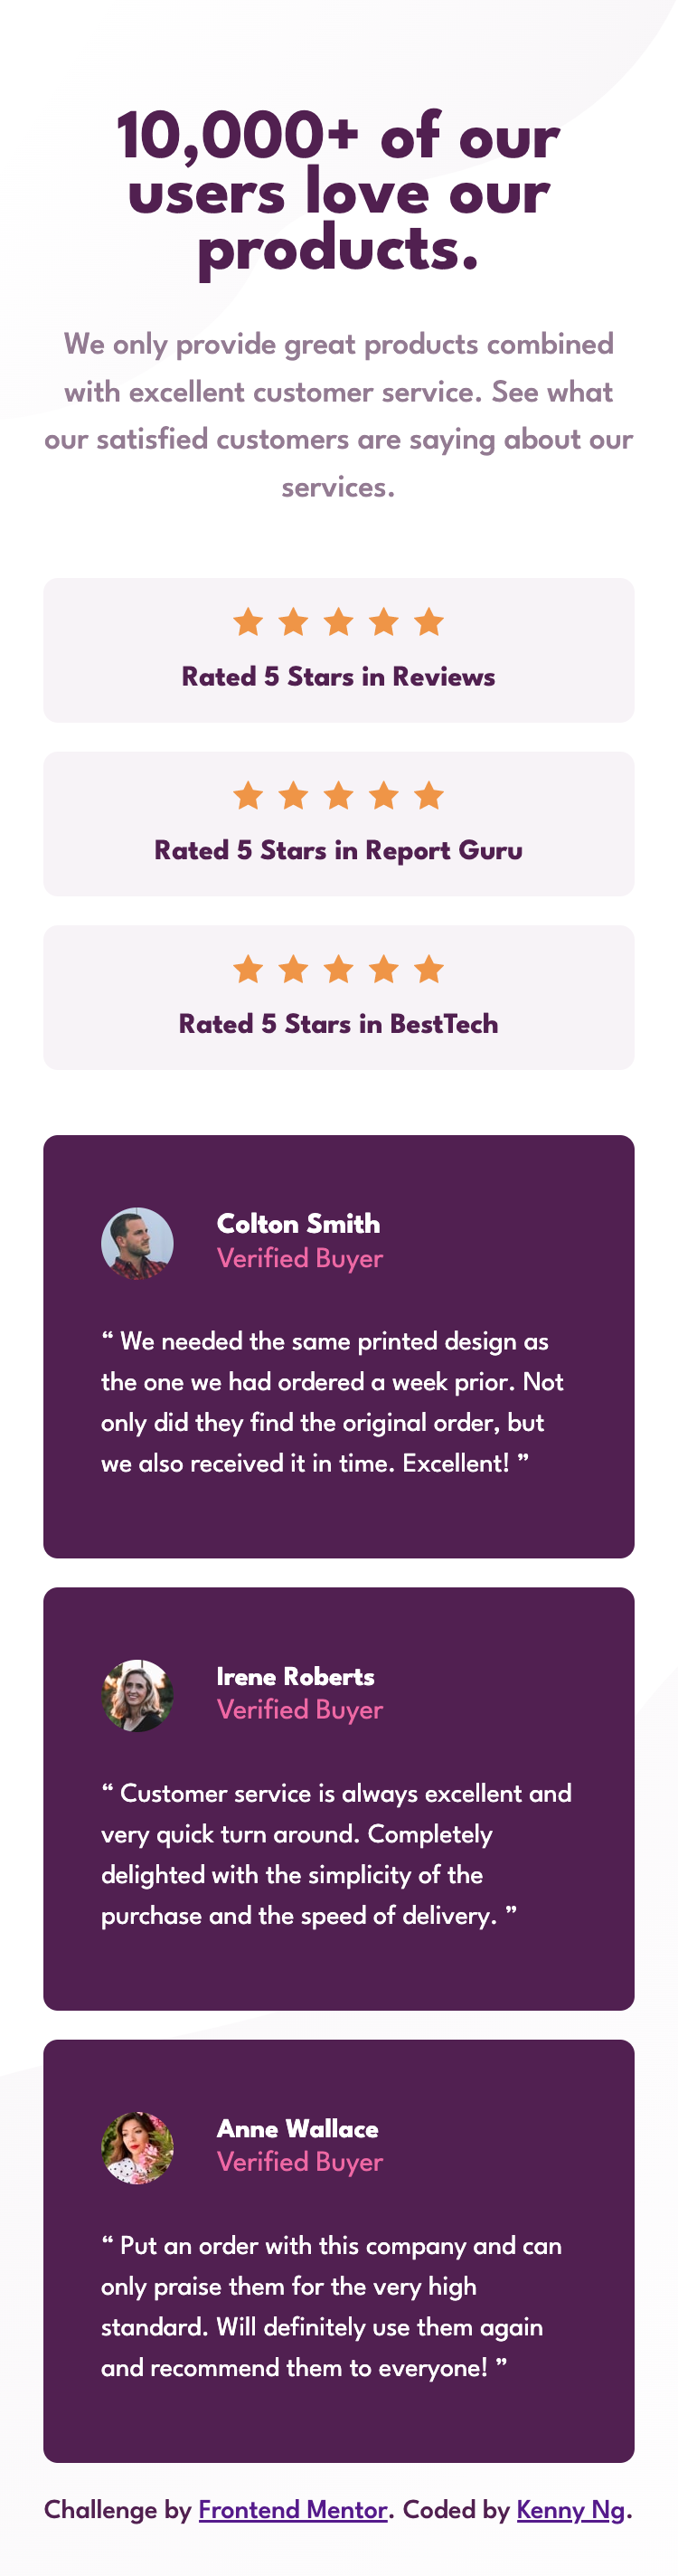 10,000+ of our
users love our
products.
We only provide great products combined
with excellent customer service. See what
our satisfied customers are saying about our
services.
Rated 5 Stars in Reviews
Rated 5 Stars in Report Guru
Rated 5 Stars in BestTech
Colton Smith
Verified Buyer
“ We needed the same printed design as
the one we had ordered a week prior. Not
only did they find the original order, but
we also received it in time. Excellent! ”
Irene Roberts
Verified Buyer
“ Customer service is always excellent and
very quick turn around. Completely
delighted with the simplicity of the
purchase and the speed of delivery. ”
Anne Wallace
Verified Buyer
“ Put an order with this company and can
only praise them for the very high
standard. Will definitely use them again
and recommend them to everyone! ”
Challenge by Frontend Mentor. Coded by Kenny Ng.